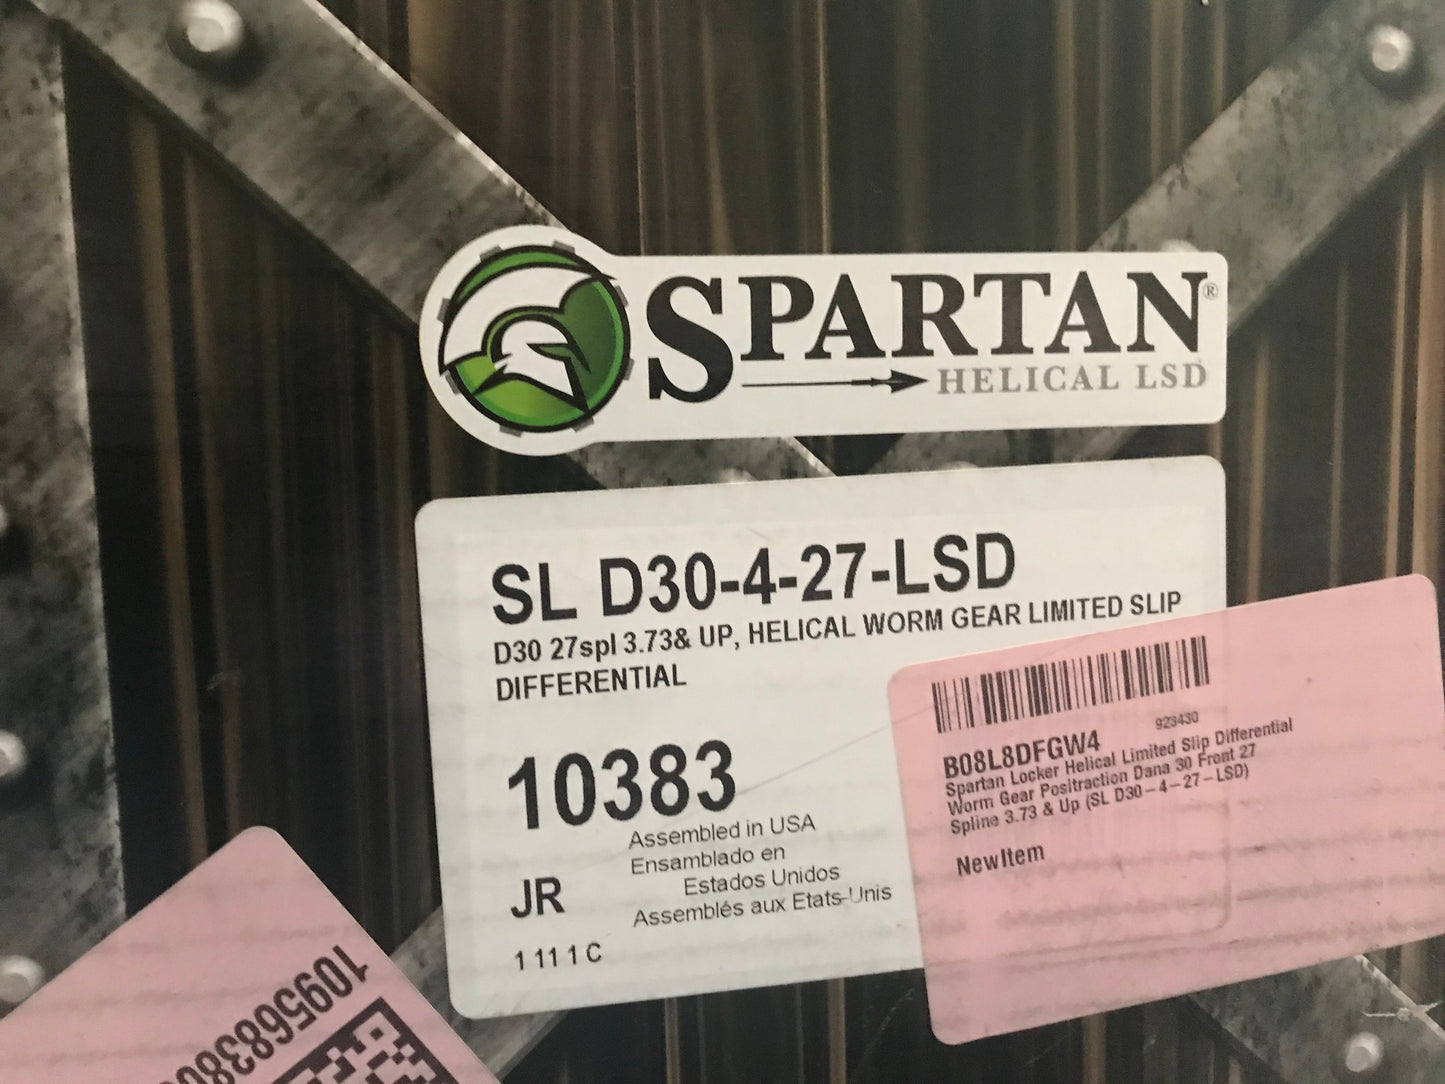 SPARTAN®
HELICAL LSD
SL D30-4-27-LSD
D30 27spl 3.73& UP, HELICAL WORM GEAR LIMITED SLIP
DIFFERENTIAL
10383
Assembled in USA
Ensamblado en
Estados Unidos
Assemblés aux Etats-Unis
JR
1 11 1 C
923430
B08L8DFGW4
Spartan Locker Helical Limited Slip Differential
Worm Gear Positraction Dana 30 Front 27
Spline 3.73 & Up (SL D30-4-27-LSD)
NewItem